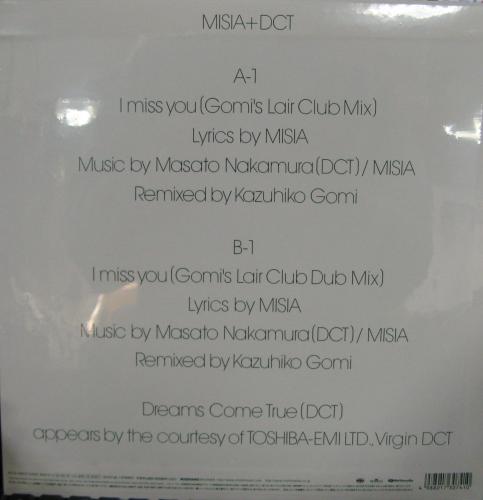 MISIA+DCT
A-1
I miss you (Gomi's Lair Club Mix)
Lyrics by MISIA
Music by Masato Nakamura (DCT) / MISIA
Remixed by Kazuhiko Gomi
B-1
I miss you (Gomi's Lair Club Dub Mix)
Lyrics by MISIA
Music by Masato Nakamura (DCT) / MISIA
Remixed by Kazuhiko Gomi
Dreams Come True (DCT)
appears by the courtesy of TOSHIBA-EMI LTD., Virgin DCT